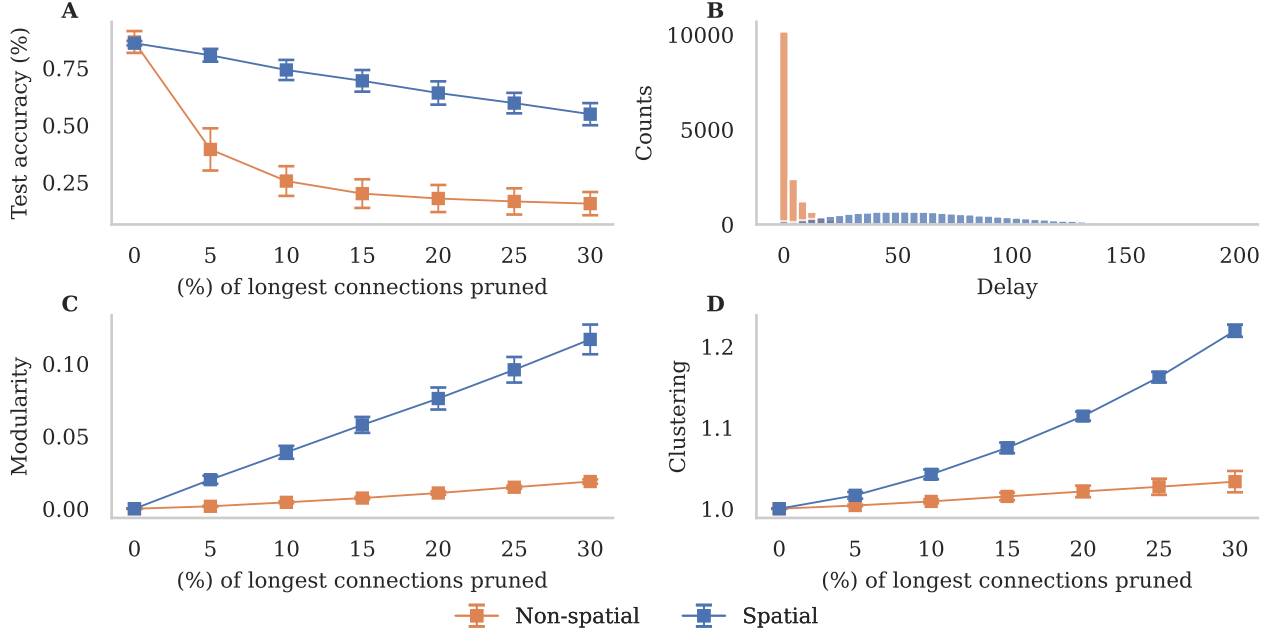 A
Test accuracy (%)
0.75
0.50
0.25
0 5 10 15 20 25 30
(%) of longest connections pruned
B
Counts
10000
5000
0
0 50 100 150 200
Delay
C
Modularity
0.10
0.05
0.00
0 5 10 15 20 25 30
(%) of longest connections pruned
D
Clustering
1.2
1.1
1.0
0 5 10 15 20 25 30
(%) of longest connections pruned
Non-spatial Spatial